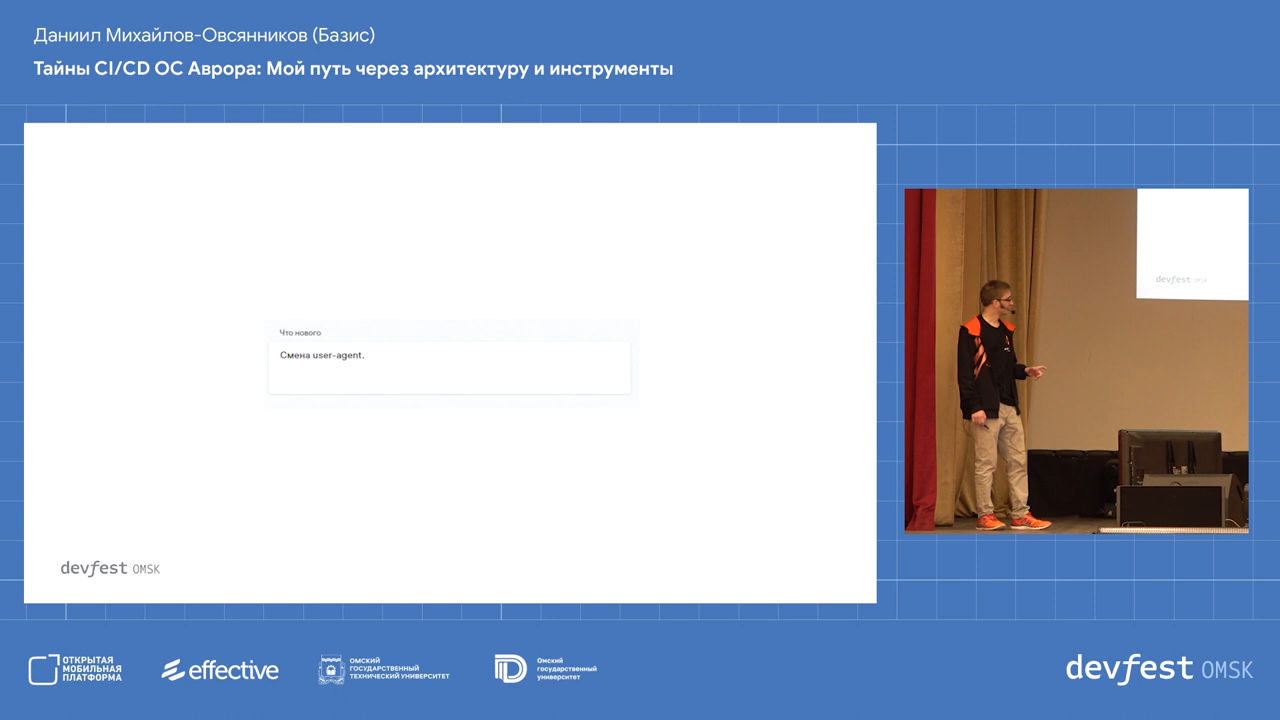 Даниил Михайлов-Овсянников (Базис)
Тайны CI/CD ОС Аврора: Мой путь через архитектуру и инструменты
Что нового
Смена user-agent.
devfest OMSK
devfest OMSK
ОТКРЫТАЯ
МОБИЛЬНАЯ
ПЛАТФОРМА
effective
ОМСКИЙ
ГОСУДАРСТВЕННЫЙ
ТЕХНИЧЕСКИЙ УНИВЕРСИТЕТ
Омский
государственный
университет
devfest OMSK